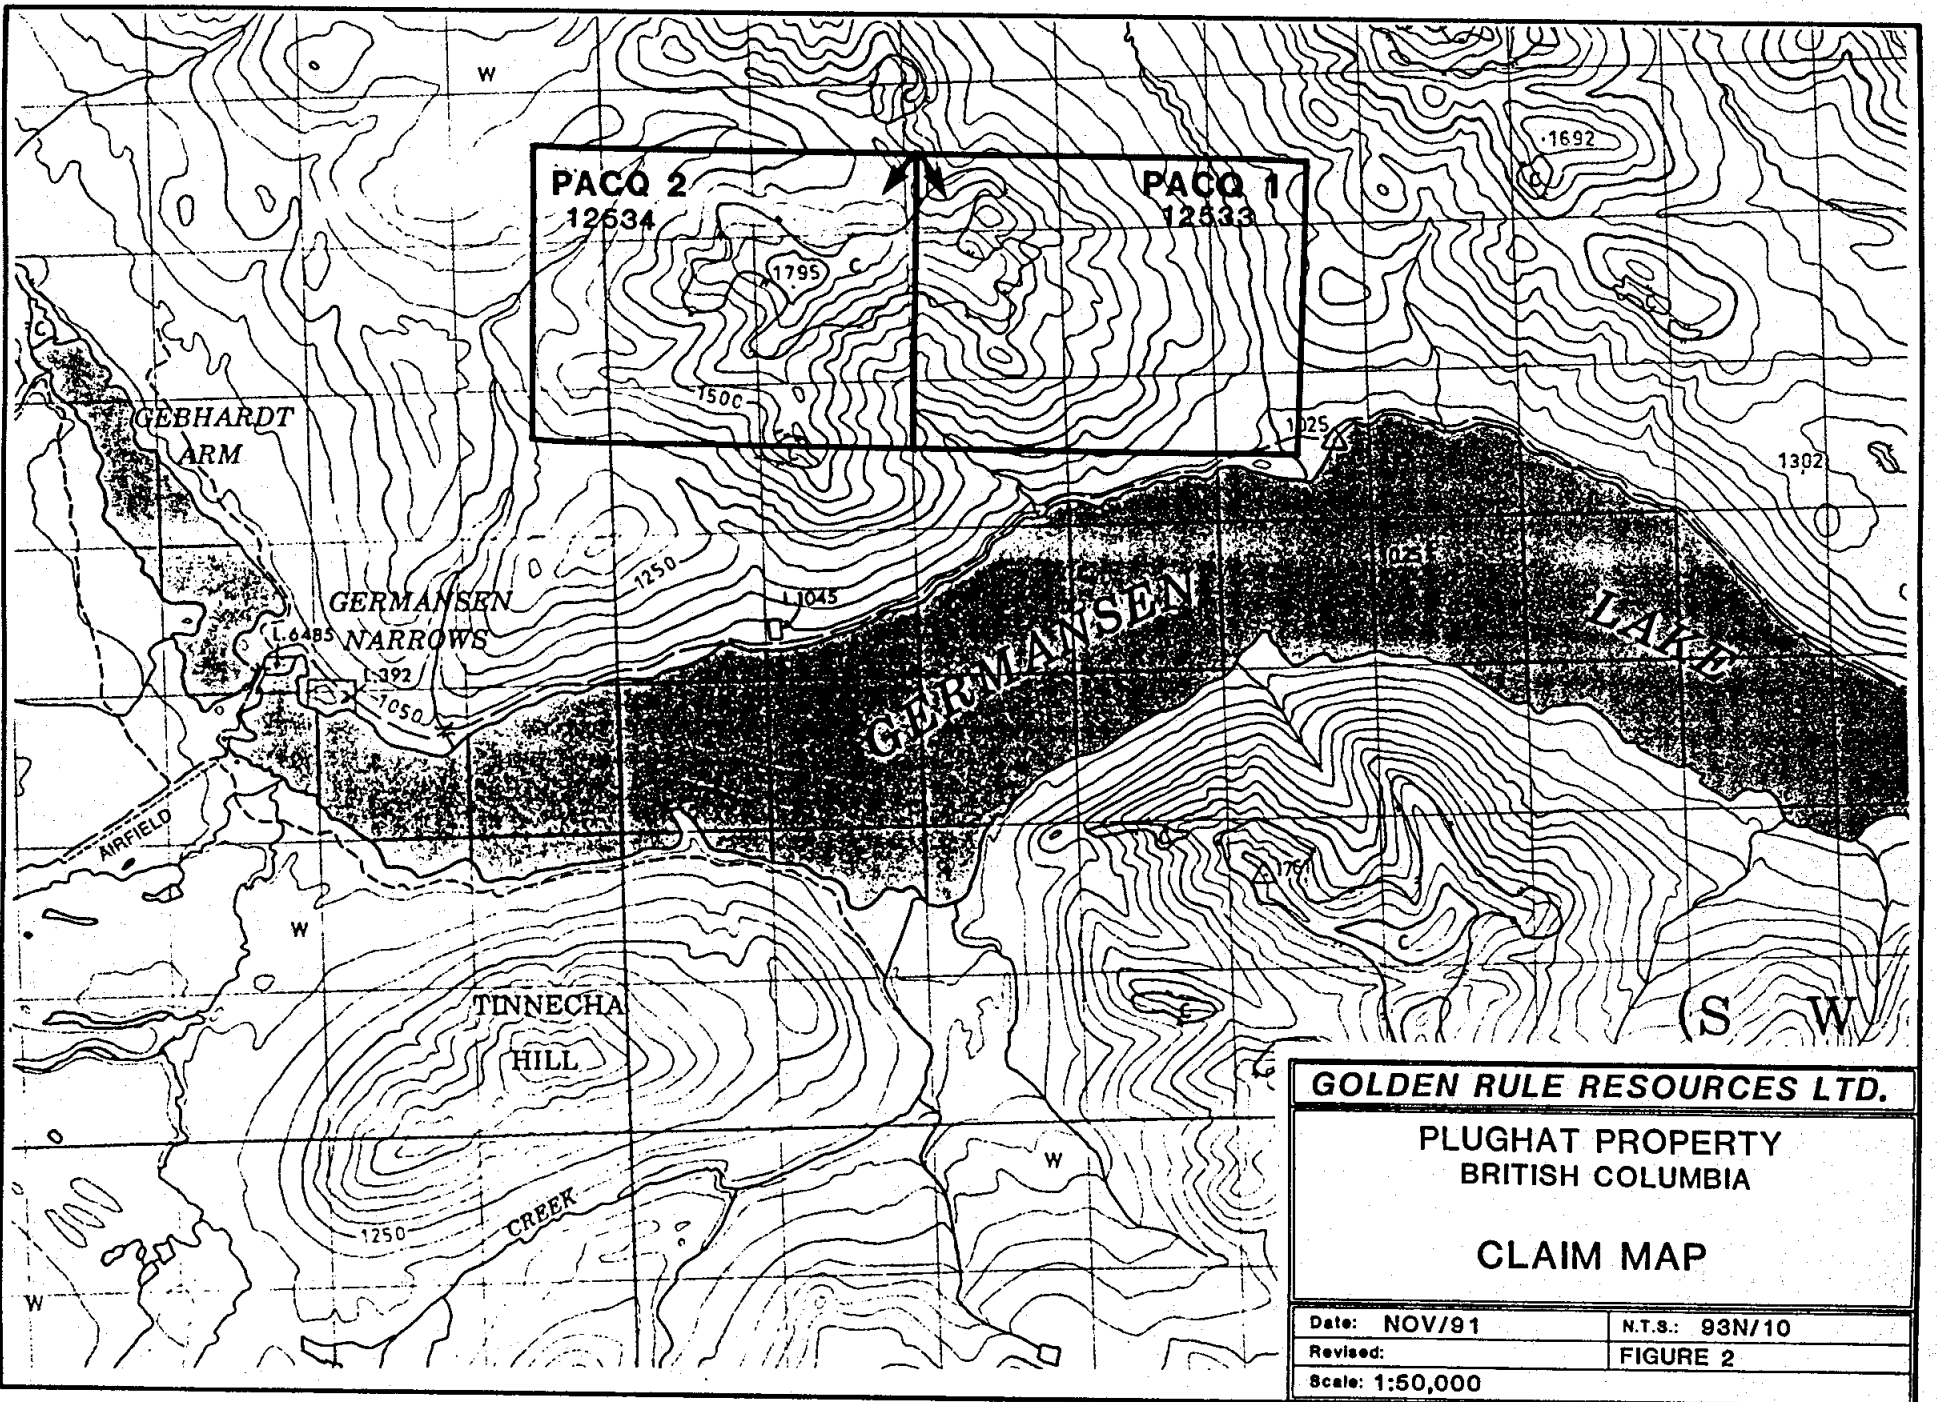 W
1692
C
PACQ 2
12534
PACQ 1
12533
1795
C
C
C
GEBHARDT
ARM
1500
1025
1302
1250
1025
GERMANSEN
NARROWS
L.1045
L.6485
L.392
1050
GERMANSEN
LAKE
AIRFIELD
W
C
TINNECHA
HILL
(S W
W
CREEK
1250
W
GOLDEN RULE RESOURCES LTD.
PLUGHAT PROPERTY
BRITISH COLUMBIA
CLAIM MAP
Date: NOV/91
N.T.S.: 93N/10
Revised:
FIGURE 2
Scale: 1:50,000